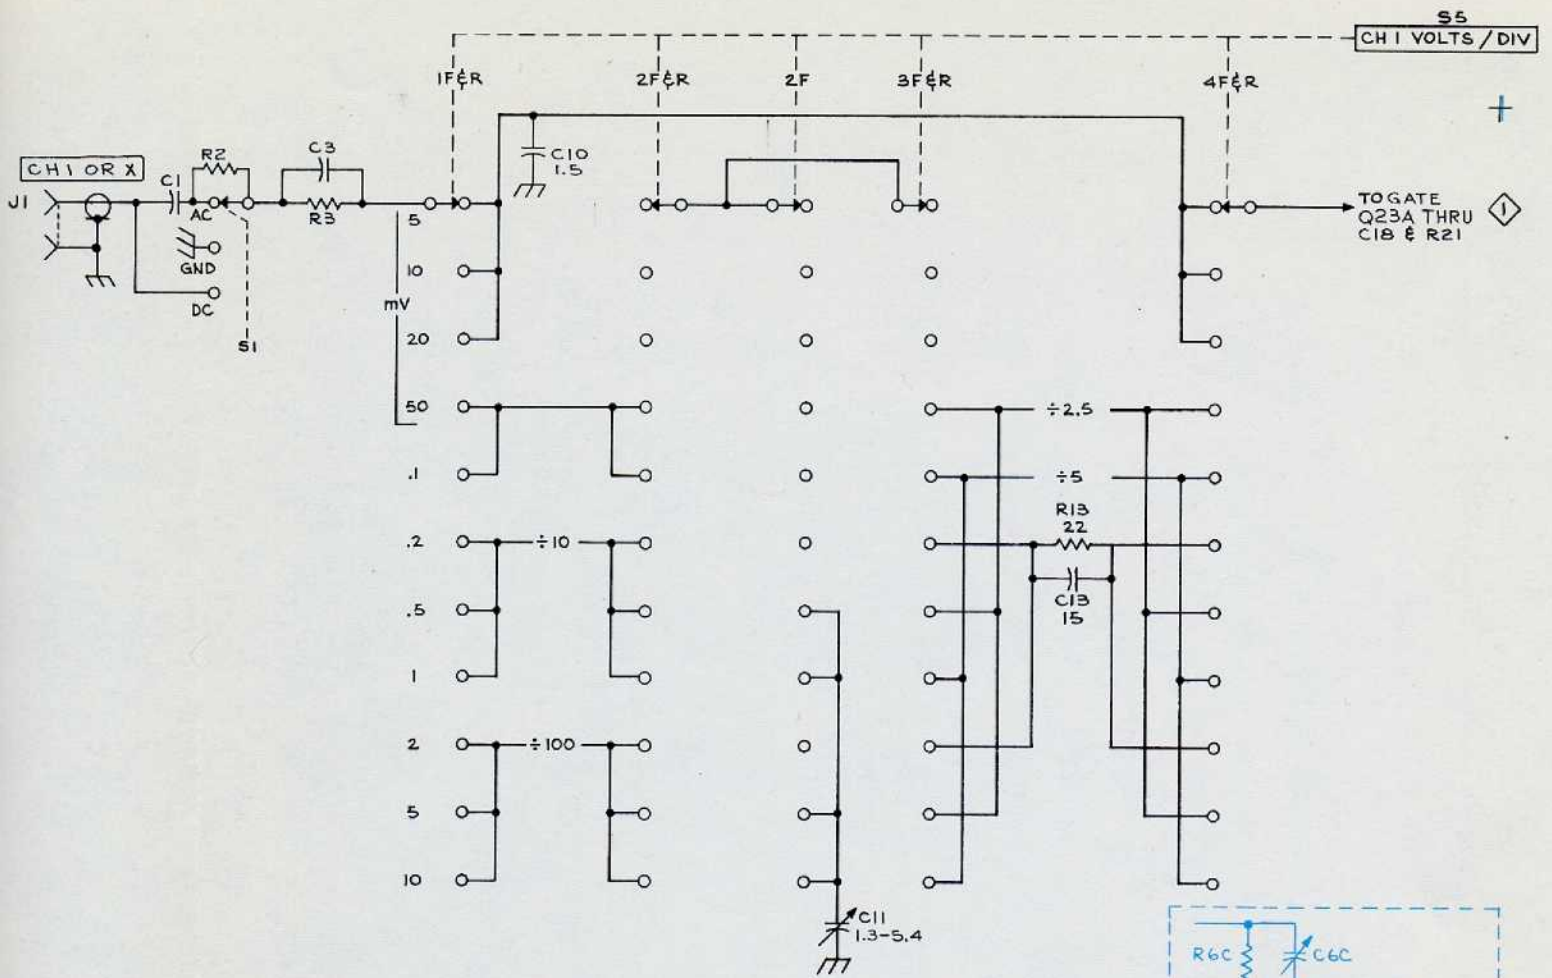 S5
CH 1 VOLTS / DIV
1F&R
2F&R
2F
3F&R
4F&R
CH 1 OR X
J1
C1
R2
C3
R3
AC
GND
DC
S1
C10
1.5
TO GATE
Q23A THRU
C18 & R21
1
mV
5
10
20
50
.1
.2
.5
1
2
5
10
÷10
÷100
÷2.5
÷5
R13
22
C13
15
C11
1.3-5.4
R6C
C6C